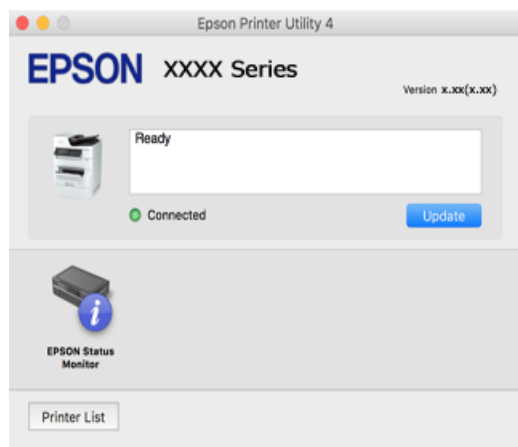 Epson Printer Utility 4
EPSON XXXX Series
Version x.xx(x.xx)
Ready
Connected
Update
i
EPSON Status
Monitor
Printer List